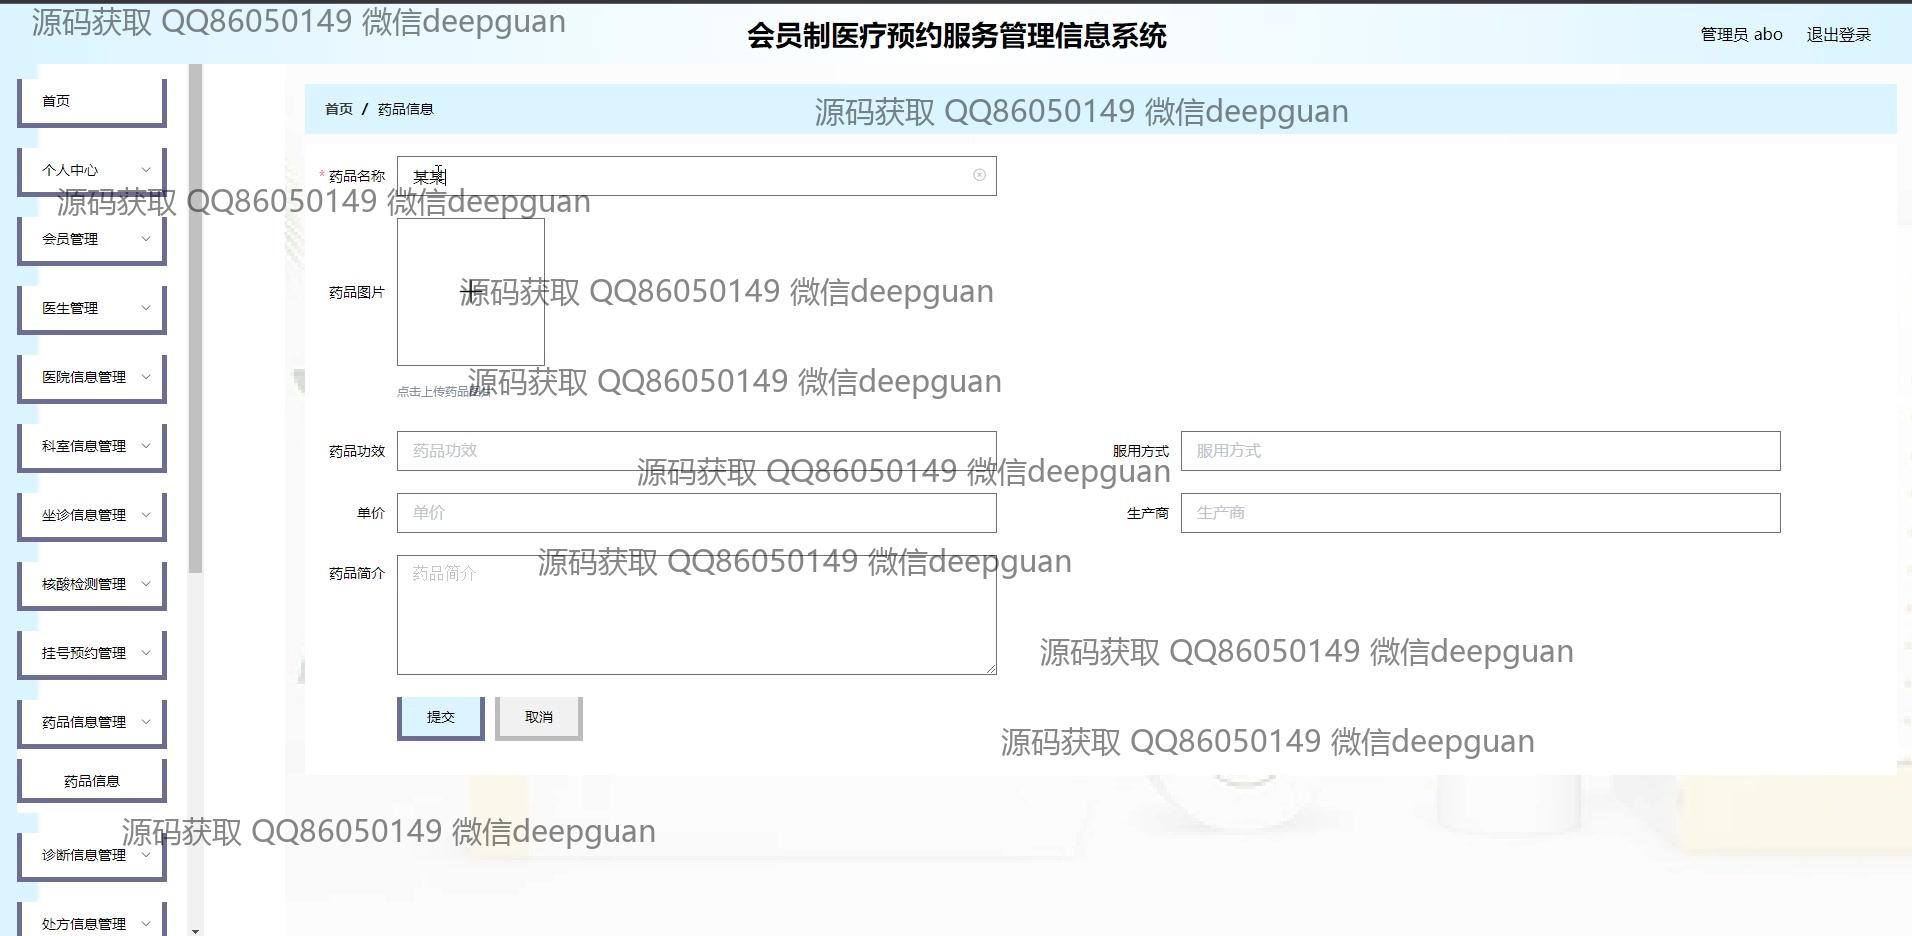 源码获取 QQ86050149 微信deepguan
会员制医疗预约服务管理信息系统
管理员 abo
退出登录
首页
个人中心
源码获取 QQ86050149 微信deepguan
会员管理
医生管理
医院信息管理
科室信息管理
坐诊信息管理
核酸检测管理
挂号预约管理
药品信息管理
药品信息
诊断信息管理
处方信息管理
首页 / 药品信息
源码获取 QQ86050149 微信deepguan
* 药品名称
某某
药品图片
源码获取 QQ86050149 微信deepguan
点击上传药品图片
源码获取 QQ86050149 微信deepguan
药品功效
药品功效
服用方式
服用方式
源码获取 QQ86050149 微信deepguan
单价
单价
生产商
生产商
药品简介
药品简介
源码获取 QQ86050149 微信deepguan
源码获取 QQ86050149 微信deepguan
提交
取消
源码获取 QQ86050149 微信deepguan
源码获取 QQ86050149 微信deepguan